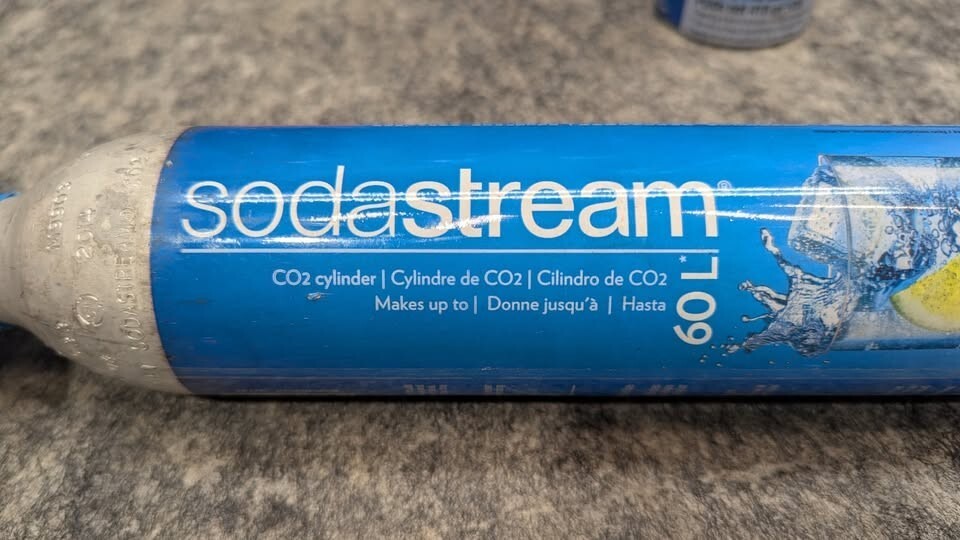 sodastream®
CO2 cylinder | Cylindre de CO2 | Cilindro de CO2
Makes up to | Donne jusqu'à | Hasta
60 L*